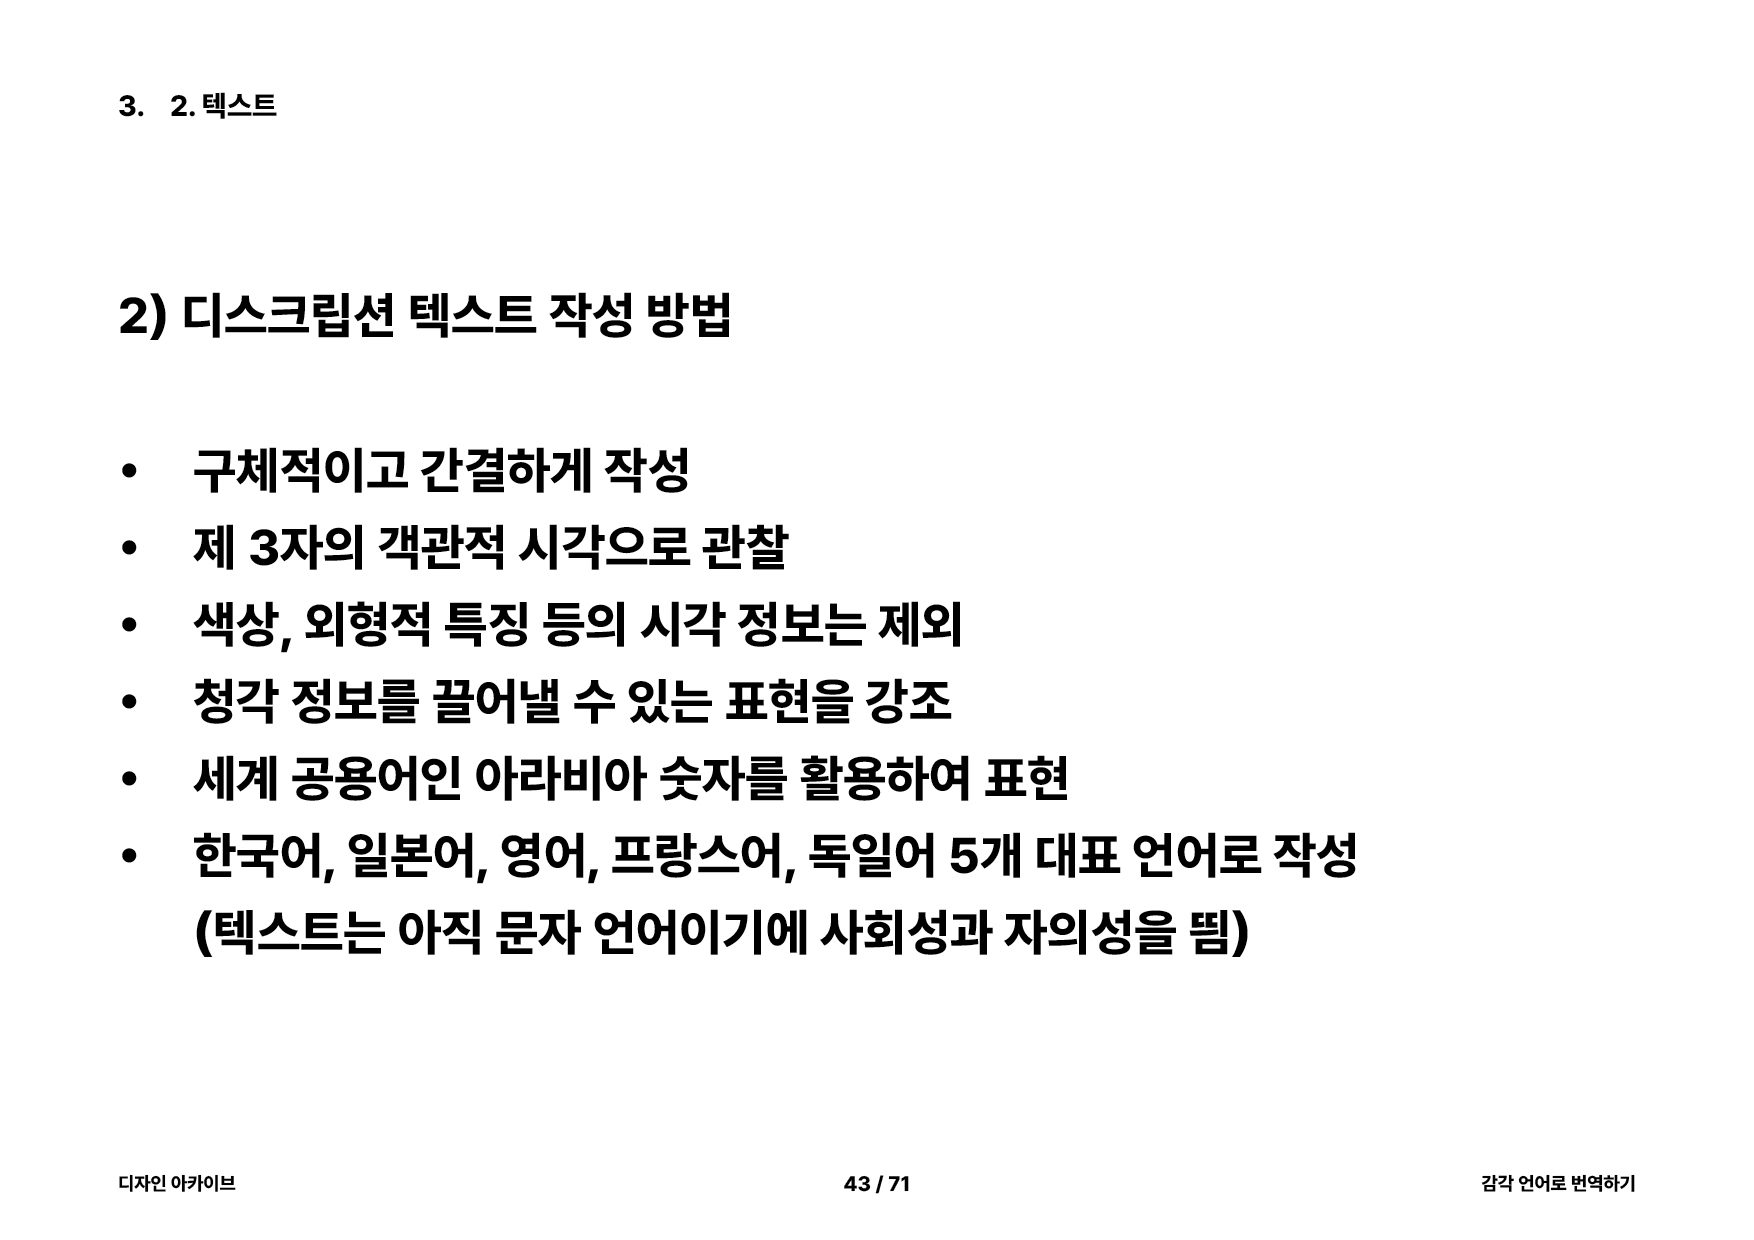 3. 2. 텍스트
2) 디스크립션 텍스트 작성 방법
• 구체적이고 간결하게 작성
• 제 3자의 객관적 시각으로 관찰
• 색상, 외형적 특징 등의 시각 정보는 제외
• 청각 정보를 끌어낼 수 있는 표현을 강조
• 세계 공용어인 아라비아 숫자를 활용하여 표현
• 한국어, 일본어, 영어, 프랑스어, 독일어 5개 대표 언어로 작성
(텍스트는 아직 문자 언어이기에 사회성과 자의성을 띔)
디자인 아카이브
43 / 71
감각 언어로 번역하기